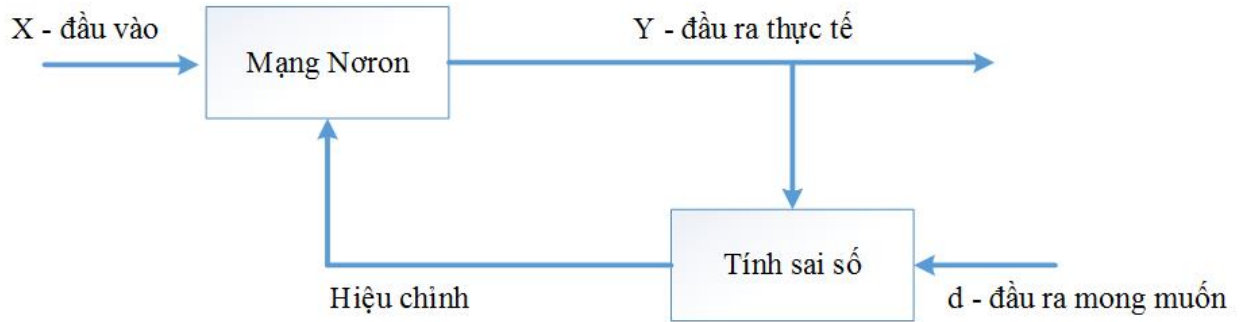 X - đầu vào
Mạng Nơron
Y - đầu ra thực tế
Tính sai số
Hiệu chỉnh
d - đầu ra mong muốn